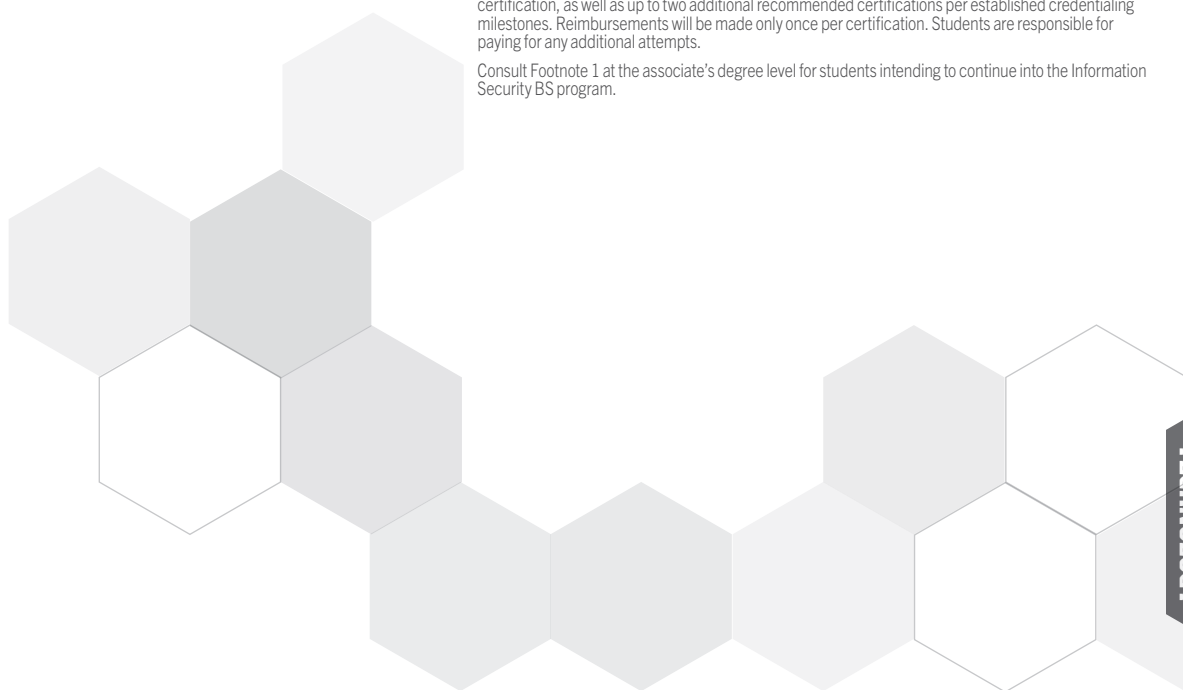 certification, as well as up to two additional recommended certifications per established credentialing
milestones. Reimbursements will be made only once per certification. Students are responsible for
paying for any additional attempts.
Consult Footnote 1 at the associate’s degree level for students intending to continue into the Information
Security BS program.